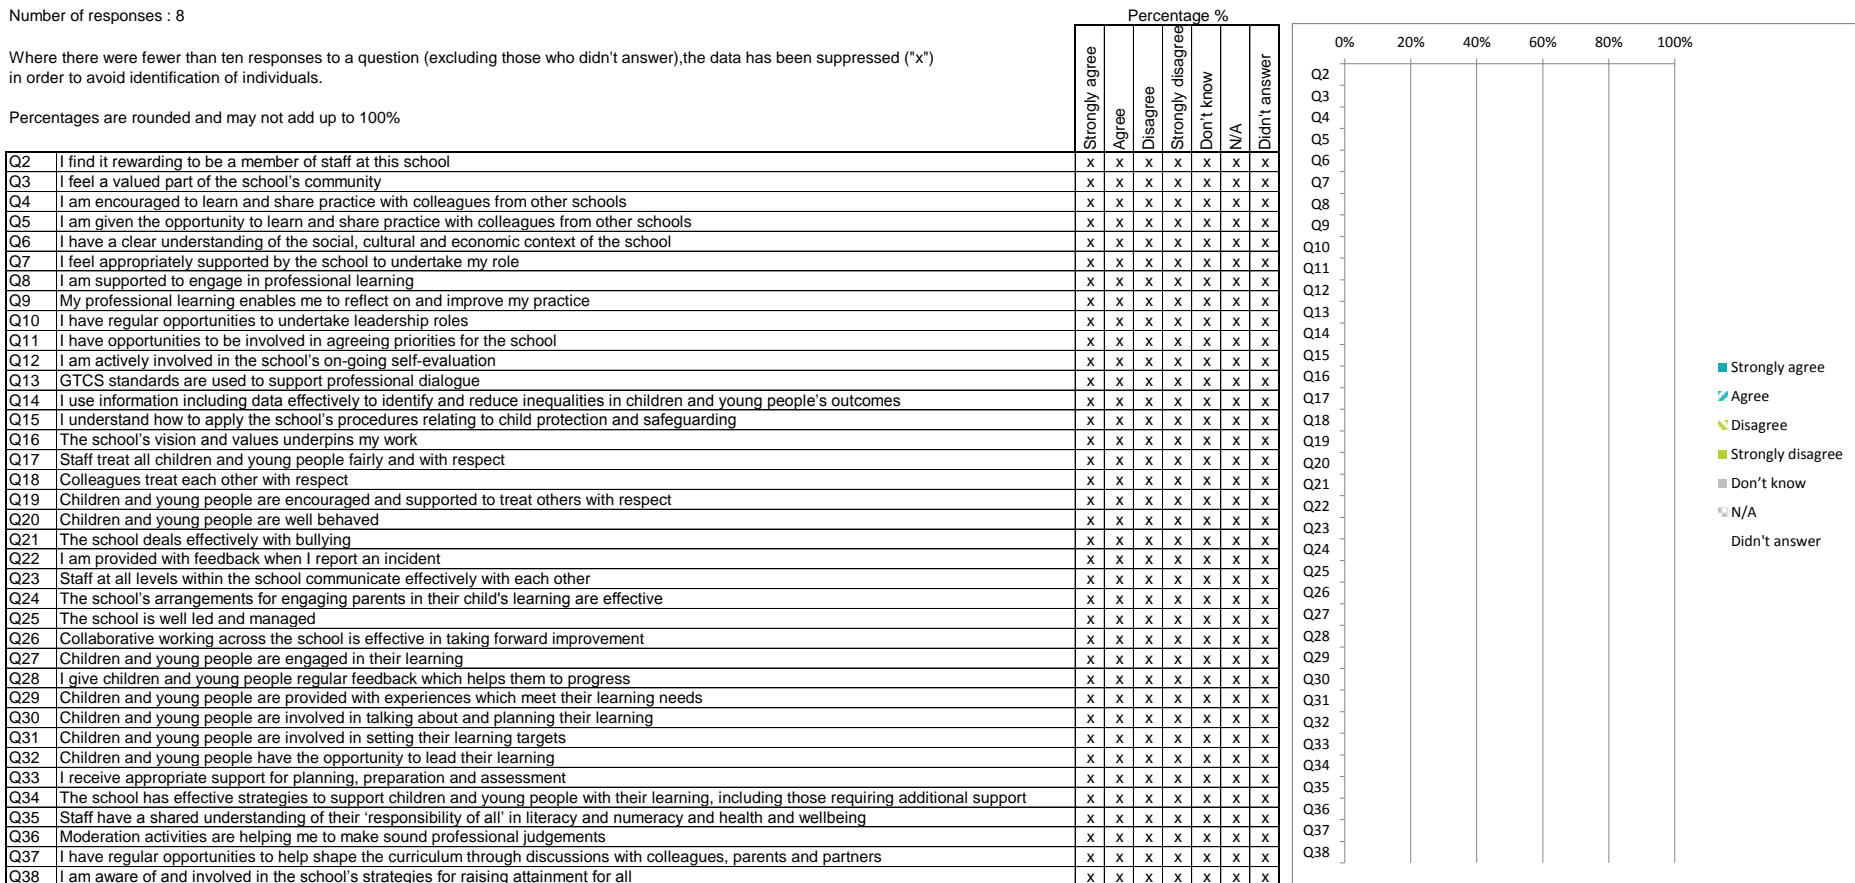 Number of responses : 8
Percentage %
Where there were fewer than ten responses to a question (excluding those who didn't answer),the data has been suppressed ("x")
in order to avoid identification of individuals.
Percentages are rounded and may not add up to 100%
Strongly agree
Agree
Disagree
Strongly disagree
Don't know
N/A
Didn't answer
Q2 I find it rewarding to be a member of staff at this school x x x x x x x
Q3 I feel a valued part of the school’s community x x x x x x x
Q4 I am encouraged to learn and share practice with colleagues from other schools x x x x x x x
Q5 I am given the opportunity to learn and share practice with colleagues from other schools x x x x x x x
Q6 I have a clear understanding of the social, cultural and economic context of the school x x x x x x x
Q7 I feel appropriately supported by the school to undertake my role x x x x x x x
Q8 I am supported to engage in professional learning x x x x x x x
Q9 My professional learning enables me to reflect on and improve my practice x x x x x x x
Q10 I have regular opportunities to undertake leadership roles x x x x x x x
Q11 I have opportunities to be involved in agreeing priorities for the school x x x x x x x
Q12 I am actively involved in the school’s on-going self-evaluation x x x x x x x
Q13 GTCS standards are used to support professional dialogue x x x x x x x
Q14 I use information including data effectively to identify and reduce inequalities in children and young people’s outcomes x x x x x x x
Q15 I understand how to apply the school’s procedures relating to child protection and safeguarding x x x x x x x
Q16 The school’s vision and values underpins my work x x x x x x x
Q17 Staff treat all children and young people fairly and with respect x x x x x x x
Q18 Colleagues treat each other with respect x x x x x x x
Q19 Children and young people are encouraged and supported to treat others with respect x x x x x x x
Q20 Children and young people are well behaved x x x x x x x
Q21 The school deals effectively with bullying x x x x x x x
Q22 I am provided with feedback when I report an incident x x x x x x x
Q23 Staff at all levels within the school communicate effectively with each other x x x x x x x
Q24 The school’s arrangements for engaging parents in their child's learning are effective x x x x x x x
Q25 The school is well led and managed x x x x x x x
Q26 Collaborative working across the school is effective in taking forward improvement x x x x x x x
Q27 Children and young people are engaged in their learning x x x x x x x
Q28 I give children and young people regular feedback which helps them to progress x x x x x x x
Q29 Children and young people are provided with experiences which meet their learning needs x x x x x x x
Q30 Children and young people are involved in talking about and planning their learning x x x x x x x
Q31 Children and young people are involved in setting their learning targets x x x x x x x
Q32 Children and young people have the opportunity to lead their learning x x x x x x x
Q33 I receive appropriate support for planning, preparation and assessment x x x x x x x
Q34 The school has effective strategies to support children and young people with their learning, including those requiring additional support x x x x x x x
Q35 Staff have a shared understanding of their ‘responsibility of all’ in literacy and numeracy and health and wellbeing x x x x x x x
Q36 Moderation activities are helping me to make sound professional judgements x x x x x x x
Q37 I have regular opportunities to help shape the curriculum through discussions with colleagues, parents and partners x x x x x x x
Q38 I am aware of and involved in the school’s strategies for raising attainment for all x x x x x x x
0% 20% 40% 60% 80% 100%
Q2
Q3
Q4
Q5
Q6
Q7
Q8
Q9
Q10
Q11
Q12
Q13
Q14
Q15
Q16
Q17
Q18
Q19
Q20
Q21
Q22
Q23
Q24
Q25
Q26
Q27
Q28
Q29
Q30
Q31
Q32
Q33
Q34
Q35
Q36
Q37
Q38
Strongly agree
Agree
Disagree
Strongly disagree
Don’t know
N/A
Didn't answer